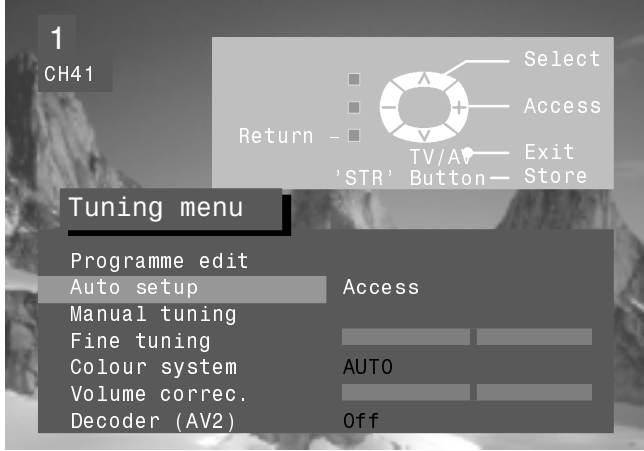 1
CH41
Select
Access
Return
TV/AV Exit
'STR' Button Store
Tuning menu
Programme edit
Auto setup Access
Manual tuning
Fine tuning
Colour system AUTO
Volume correc.
Decoder (AV2) Off